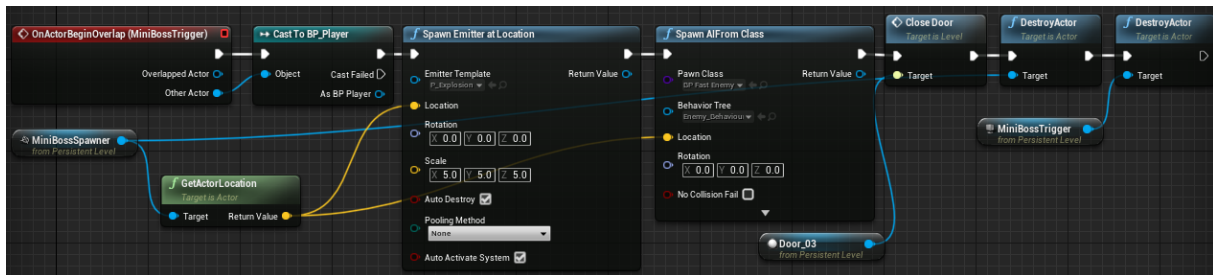 OnActorBeginOverlap (MiniBossTrigger)
Overlapped Actor
Other Actor
Cast To BP_Player
Object
Cast Failed
As BP Player
MiniBossSpawner
from Persistent Level
GetActorLocation
Target is Actor
Target
Return Value
Spawn Emitter at Location
Emitter Template
Return Value
P_Explosion
Location
Rotation
X 0.0 Y 0.0 Z 0.0
Scale
X 5.0 Y 5.0 Z 5.0
Auto Destroy
Pooling Method
None
Auto Activate System
Spawn AIFrom Class
Pawn Class
Return Value
BP Fast Enemy
Behavior Tree
Enemy_Behaviour
Location
Rotation
X 0.0 Y 0.0 Z 0.0
No Collision Fail
Door_03
from Persistent Level
Close Door
Target is Level
Target
DestroyActor
Target is Actor
Target
MiniBossTrigger
from Persistent Level
DestroyActor
Target is Actor
Target